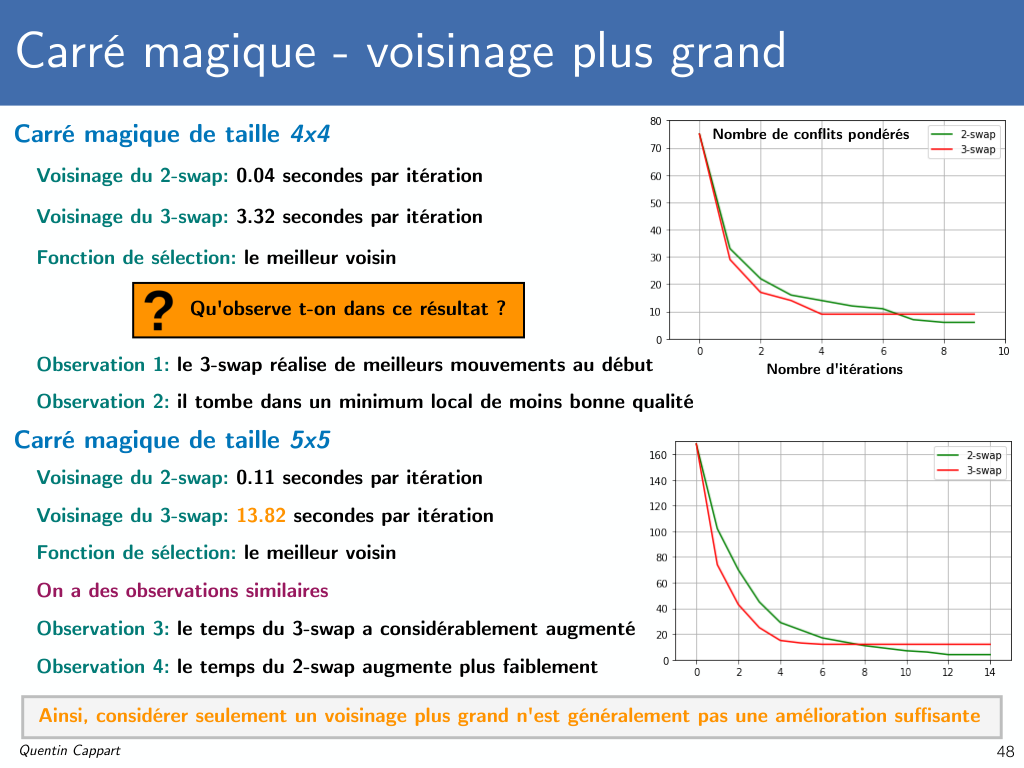 Carré magique - voisinage plus grand
Carré magique de taille 4x4
Voisinage du 2-swap: 0.04 secondes par itération
Voisinage du 3-swap: 3.32 secondes par itération
Fonction de sélection: le meilleur voisin
? Qu'observe t-on dans ce résultat ?
Observation 1: le 3-swap réalise de meilleurs mouvements au début
Observation 2: il tombe dans un minimum local de moins bonne qualité
Nombre de conflits pondérés
2-swap
3-swap
80
70
60
50
40
30
20
10
0
0 2 4 6 8 10
Nombre d'itérations
Carré magique de taille 5x5
Voisinage du 2-swap: 0.11 secondes par itération
Voisinage du 3-swap: 13.82 secondes par itération
Fonction de sélection: le meilleur voisin
On a des observations similaires
Observation 3: le temps du 3-swap a considérablement augmenté
Observation 4: le temps du 2-swap augmente plus faiblement
2-swap
3-swap
160
140
120
100
80
60
40
20
0
0 2 4 6 8 10 12 14
Ainsi, considérer seulement un voisinage plus grand n'est généralement pas une amélioration suffisante
Quentin Cappart
48